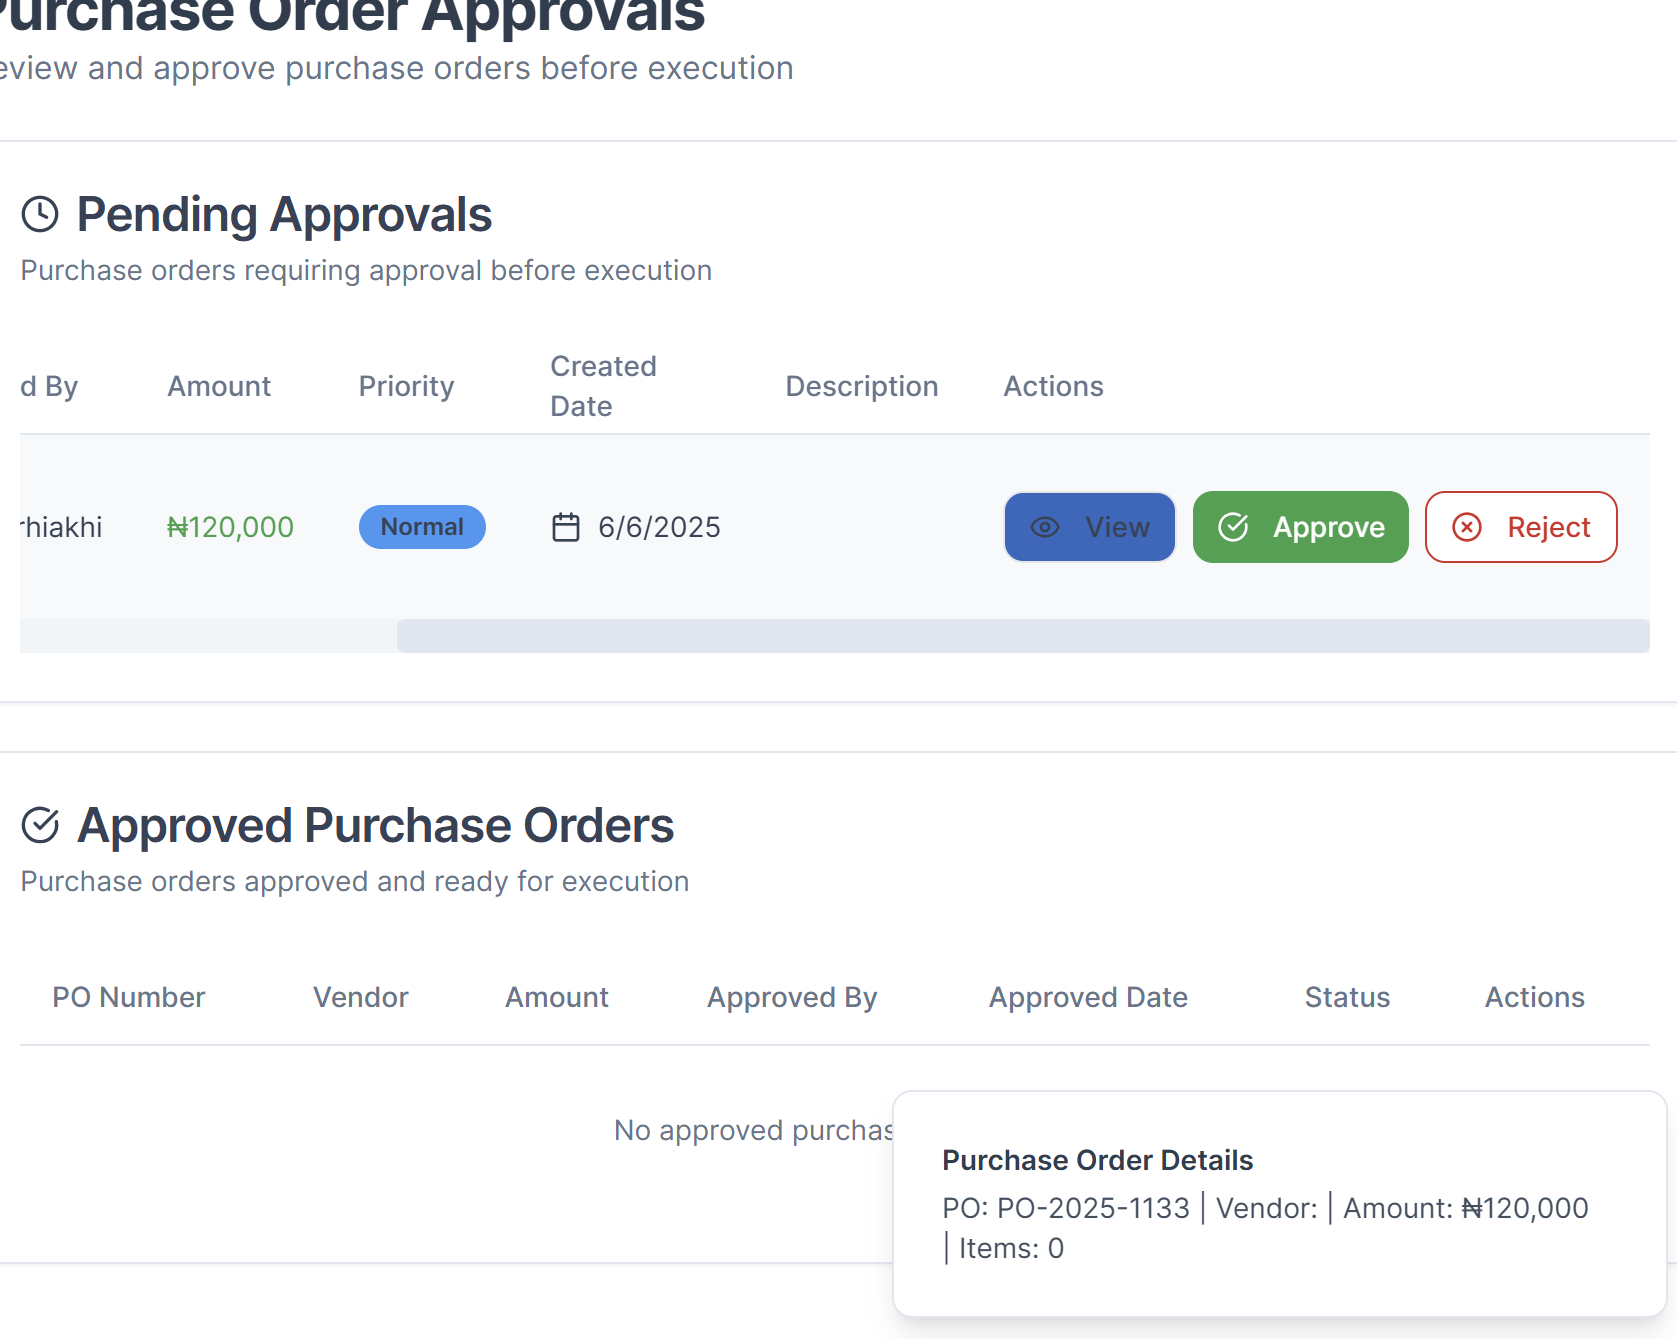 Purchase Order Approvals
eview and approve purchase orders before execution
Pending Approvals
Purchase orders requiring approval before execution
d By Amount Priority Created Date Description Actions
rhiakhi ₦120,000 Normal 6/6/2025 View Approve Reject
Approved Purchase Orders
Purchase orders approved and ready for execution
PO Number Vendor Amount Approved By Approved Date Status Actions
No approved purchas
Purchase Order Details
PO: PO-2025-1133 | Vendor: | Amount: ₦120,000
| Items: 0